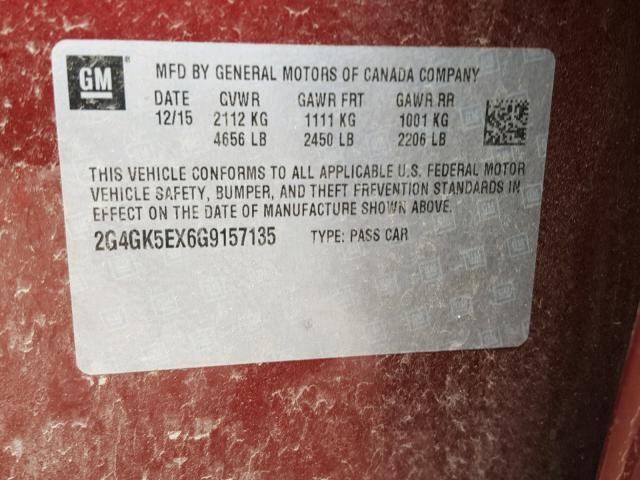 GM
MFD BY GENERAL MOTORS OF CANADA COMPANY
DATE GVWR GAWR FRT GAWR RR
12/15 2112 KG 1111 KG 1001 KG
4656 LB 2450 LB 2206 LB
THIS VEHICLE CONFORMS TO ALL APPLICABLE U.S. FEDERAL MOTOR
VEHICLE SAFETY, BUMPER, AND THEFT PREVENTION STANDARDS IN
EFFECT ON THE DATE OF MANUFACTURE SHOWN ABOVE.
2G4GK5EX6G9157135 TYPE: PASS CAR